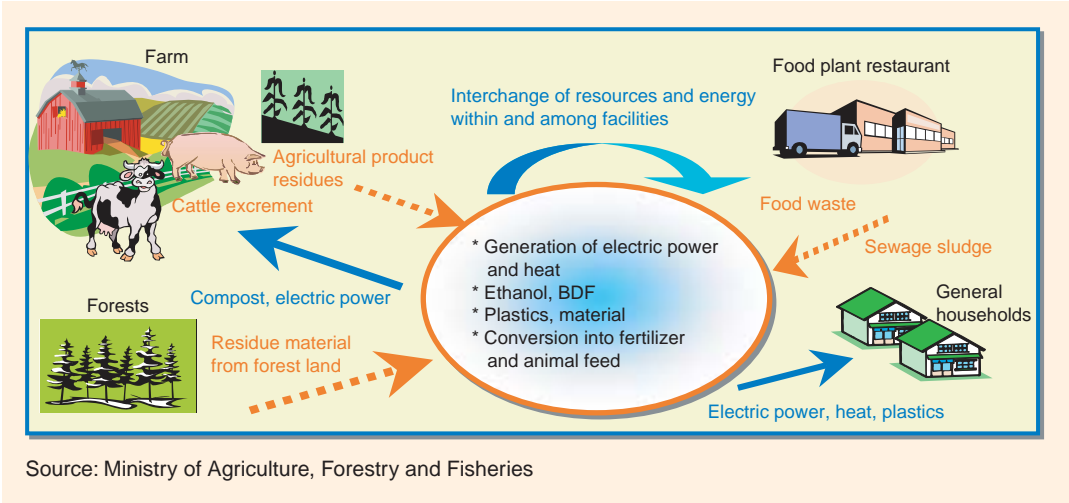 Farm
Agricultural product
residues
Cattle excrement
Compost, electric power
Forests
Residue material
from forest land
Interchange of resources and energy
within and among facilities
* Generation of electric power
and heat
* Ethanol, BDF
* Plastics, material
* Conversion into fertilizer
and animal feed
Food plant restaurant
Food waste
Sewage sludge
General
households
Electric power, heat, plastics
Source: Ministry of Agriculture, Forestry and Fisheries